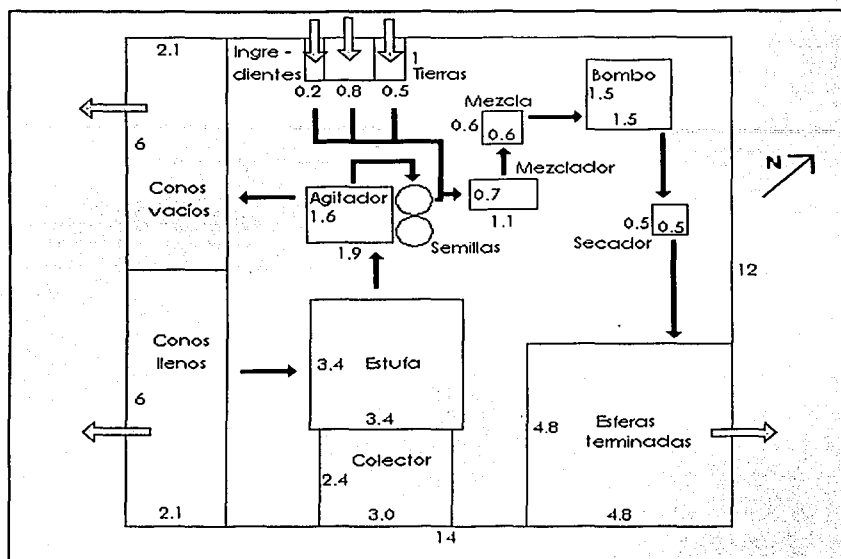 2.1
Ingre-
dientes
1
Tierras
0.2
0.8
0.5
Bombo
1.5
1.5
Mezcla
0.6
0.6
N
6
Conos
vacíos
Agitador
1.6
1.9
Semillas
Mezclador
0.7
1.1
0.5
0.5
Secador
12
Conos
llenos
6
2.1
3.4
Estufa
3.4
Colector
2.4
3.0
4.8
Esferas
terminadas
4.8
14